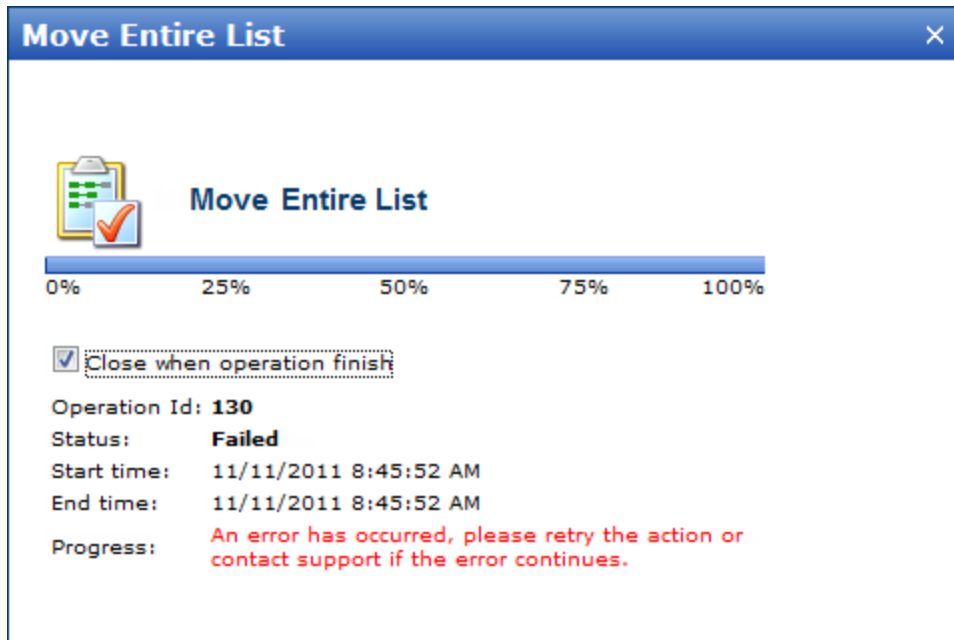 Move Entire List
Move Entire List
0% 25% 50% 75% 100%
Close when operation finish
Operation Id: 130
Status: Failed
Start time: 11/11/2011 8:45:52 AM
End time: 11/11/2011 8:45:52 AM
Progress: An error has occurred, please retry the action or
contact support if the error continues.